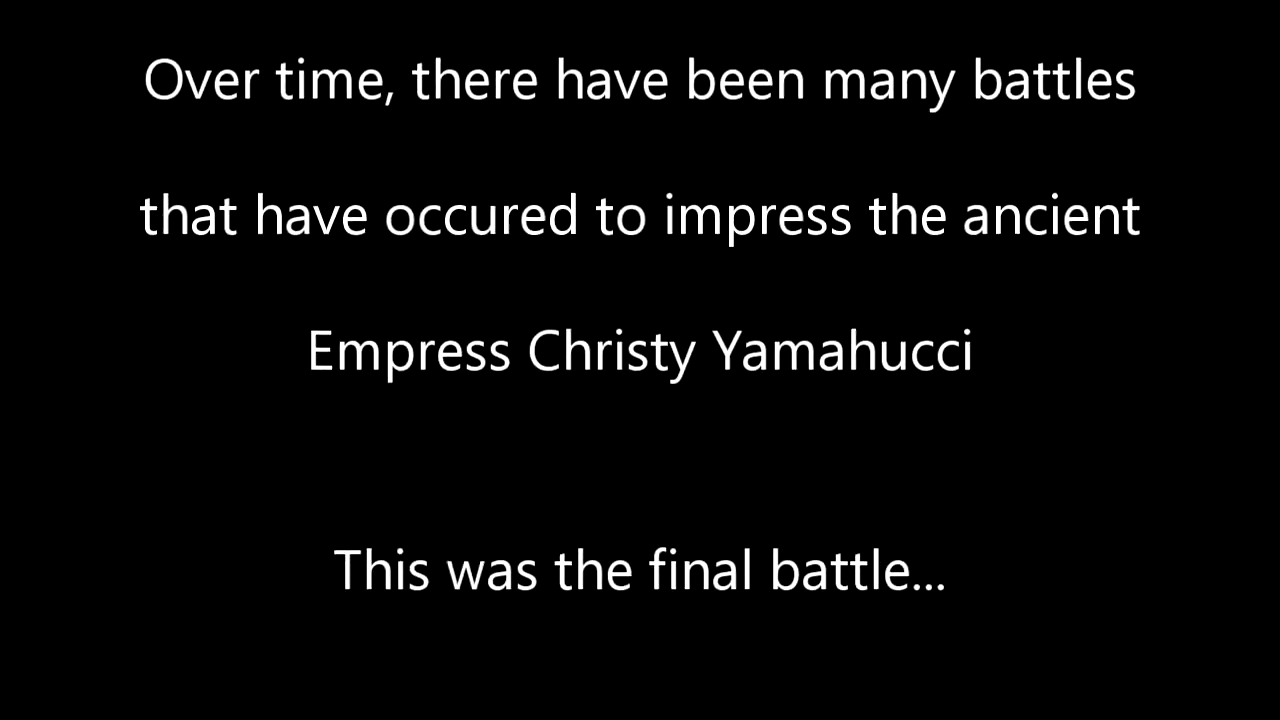 Over time, there have been many battles
that have occured to impress the ancient
Empress Christy Yamahucci
This was the final battle...